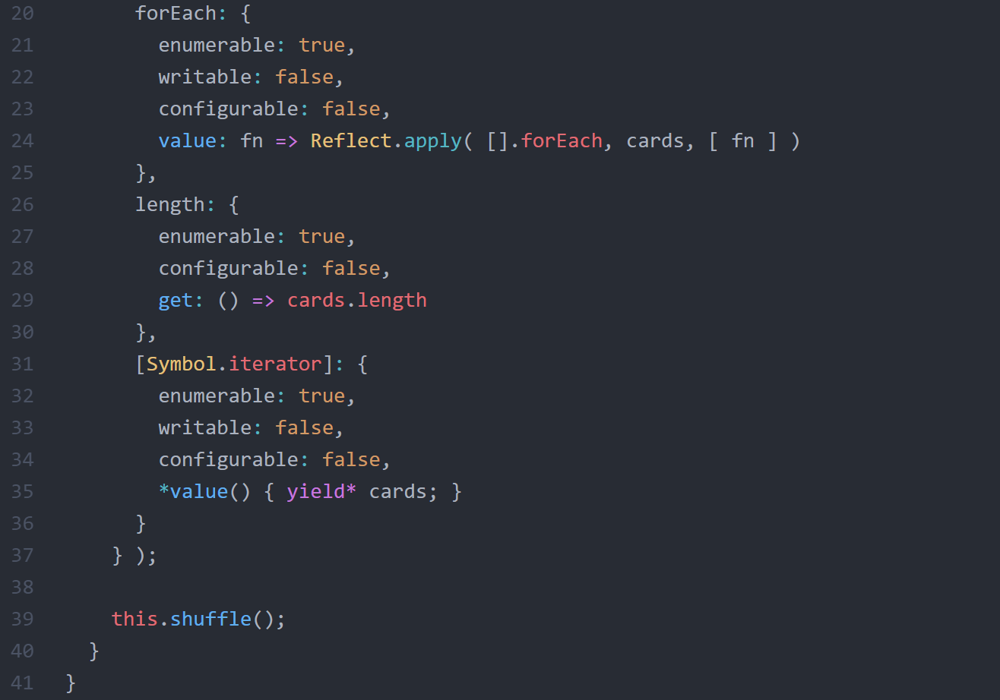 20 forEach: {
21 enumerable: true,
22 writable: false,
23 configurable: false,
24 value: fn => Reflect.apply( [].forEach, cards, [ fn ] )
25 },
26 length: {
27 enumerable: true,
28 configurable: false,
29 get: () => cards.length
30 },
31 [Symbol.iterator]: {
32 enumerable: true,
33 writable: false,
34 configurable: false,
35 *value() { yield* cards; }
36 }
37 } );
38
39 this.shuffle();
40 }
41 }